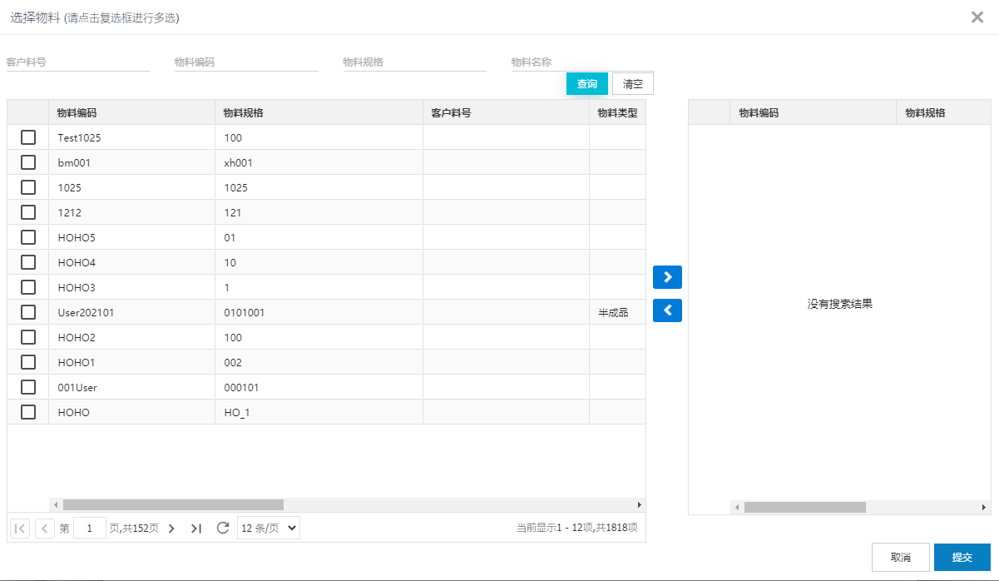 选择物料 (请点击复选框进行多选)
客户料号 物料编码 物料规格 物料名称
查询 清空
物料编码 物料规格 客户料号 物料类型
Test1025 100
bm001 xh001
1025 1025
1212 121
HOHO5 01
HOHO4 10
HOHO3 1
User202101 0101001 半成品
HOHO2 100
HOHO1 002
001User 000101
HOHO HO_1
第 1 页,共152页 12 条/页 当前显示1 - 12项,共1818项
物料编码 物料规格
没有搜索结果
取消 提交